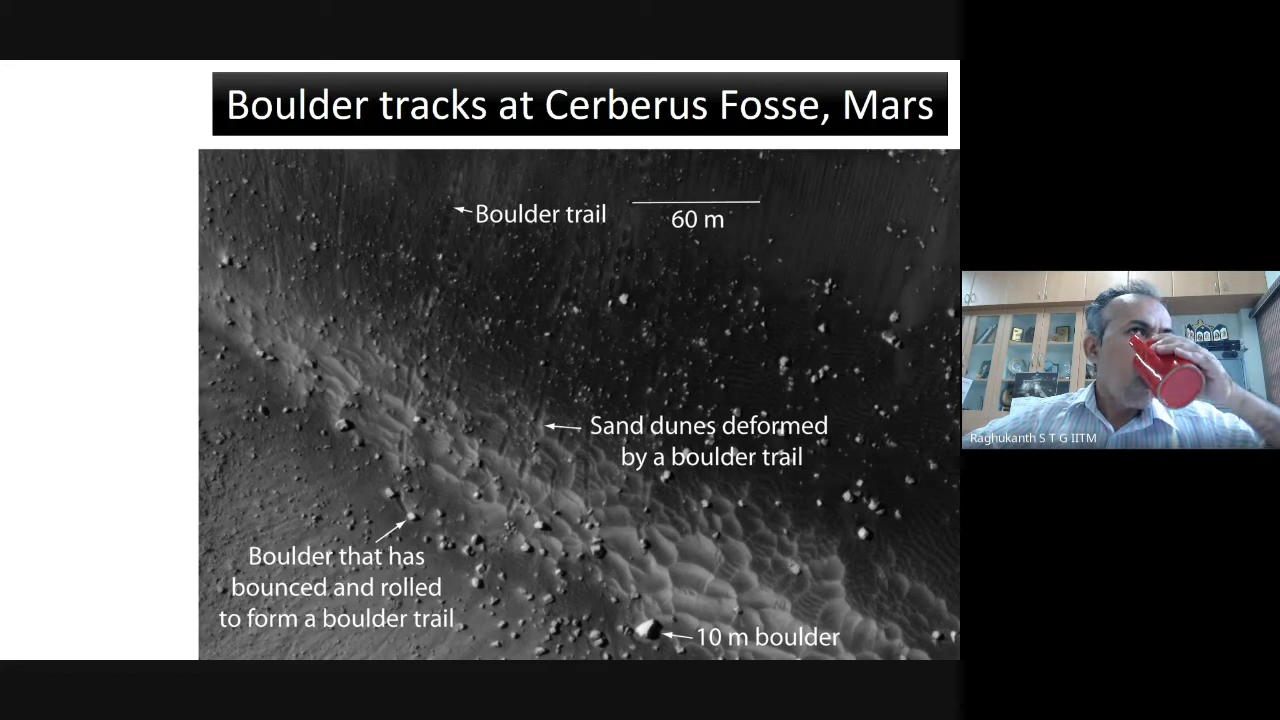 Boulder tracks at Cerberus Fosse, Mars
Boulder trail
60 m
Sand dunes deformed
by a boulder trail
Boulder that has
bounced and rolled
to form a boulder trail
10 m boulder
Raghukanth S T G IITM